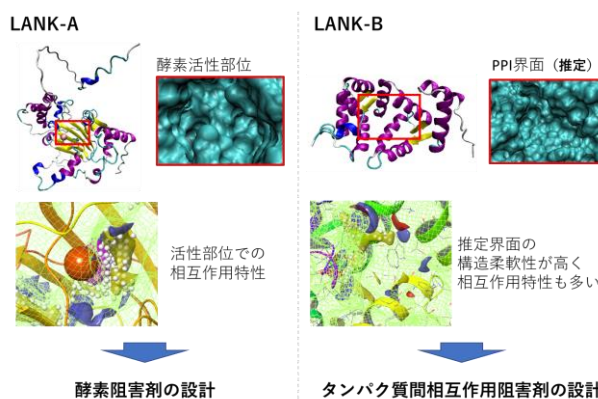 LANK-A
酵素活性部位
活性部位での
相互作用特性
酵素阻害剤の設計
LANK-B
PPI界面（推定）
推定界面の
構造柔軟性が高く
相互作用特性も多い
タンパク質間相互作用阻害剤の設計